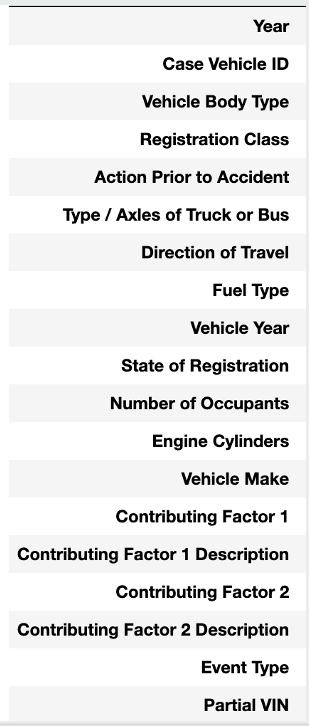 Year
Case Vehicle ID
Vehicle Body Type
Registration Class
Action Prior to Accident
Type / Axles of Truck or Bus
Direction of Travel
Fuel Type
Vehicle Year
State of Registration
Number of Occupants
Engine Cylinders
Vehicle Make
Contributing Factor 1
Contributing Factor 1 Description
Contributing Factor 2
Contributing Factor 2 Description
Event Type
Partial VIN